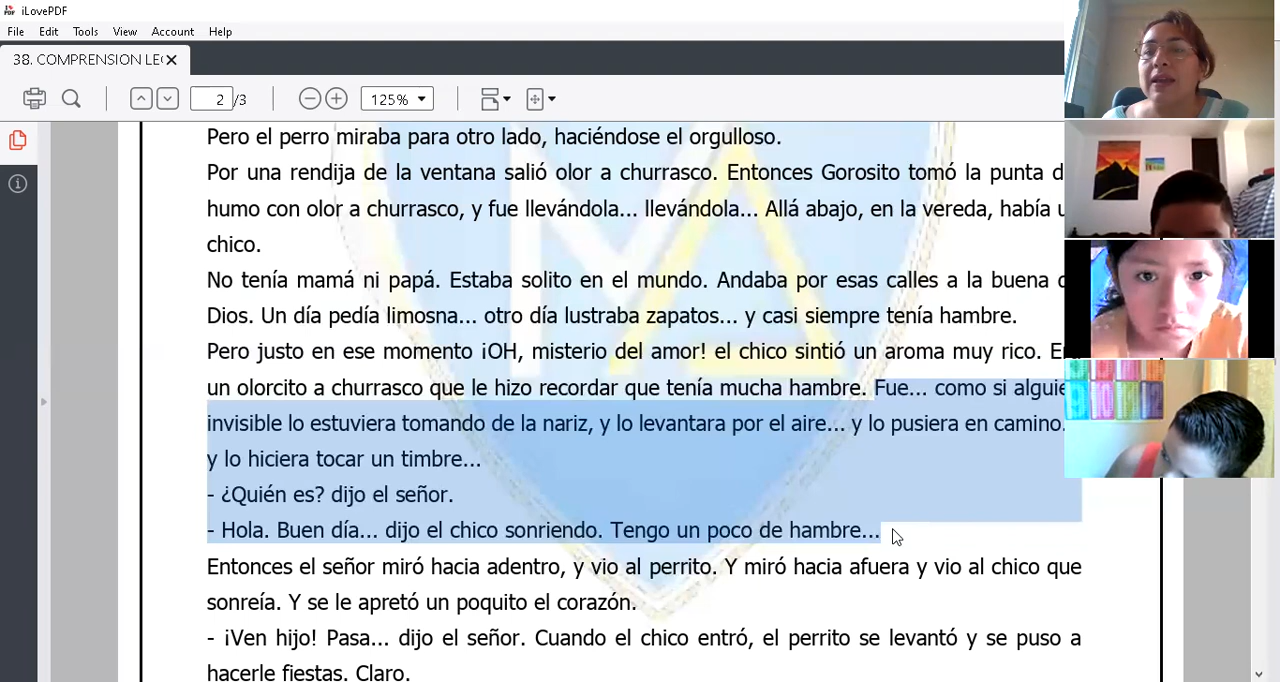 iLovePDF
File Edit Tools View Account Help
38. COMPRENSION LE
2 /3 125%
Pero el perro miraba para otro lado, haciéndose el orgulloso.
Por una rendija de la ventana salió olor a churrasco. Entonces Gorosito tomó la punta d
humo con olor a churrasco, y fue llevándola... llevándola... Allá abajo, en la vereda, había u
chico.
No tenía mamá ni papá. Estaba solito en el mundo. Andaba por esas calles a la buena d
Dios. Un día pedía limosna... otro día lustraba zapatos... y casi siempre tenía hambre.
Pero justo en ese momento ¡OH, misterio del amor! el chico sintió un aroma muy rico. Er
un olorcito a churrasco que le hizo recordar que tenía mucha hambre. Fue... como si alguie
invisible lo estuviera tomando de la nariz, y lo levantara por el aire... y lo pusiera en camino.
y lo hiciera tocar un timbre...
- ¿Quién es? dijo el señor.
- Hola. Buen día... dijo el chico sonriendo. Tengo un poco de hambre...
Entonces el señor miró hacia adentro, y vio al perrito. Y miró hacia afuera y vio al chico que
sonreía. Y se le apretó un poquito el corazón.
- ¡Ven hijo! Pasa... dijo el señor. Cuando el chico entró, el perrito se levantó y se puso a
hacerle fiestas. Claro.